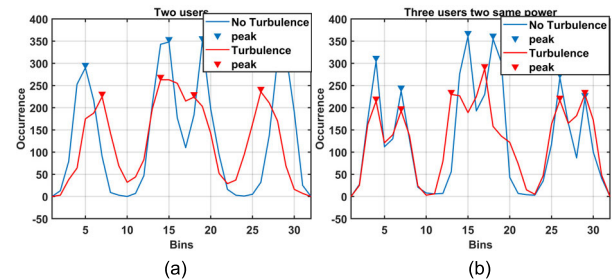 Two users
Occurrence
400
350
300
250
200
150
100
50
0
-50
5
10
15
20
25
30
Bins
No Turbulence
peak
Turbulence
peak
(a)
Three users two same power
Occurrence
400
350
300
250
200
150
100
50
0
-50
5
10
15
20
25
30
Bins
No Turbulence
peak
Turbulence
peak
(b)